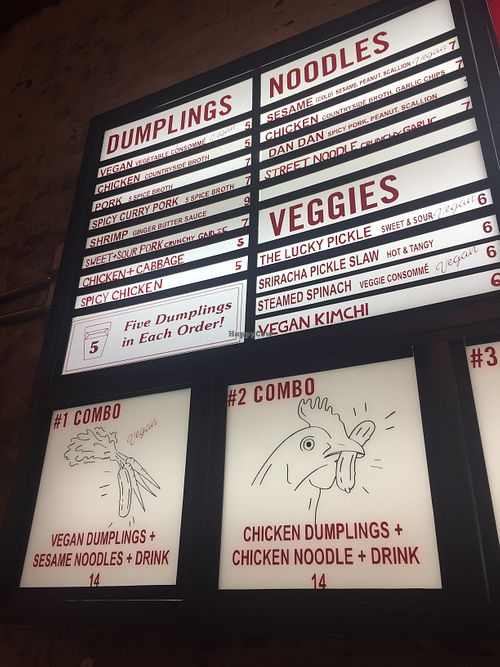 DUMPLINGS
VEGAN VEGETABLE CONSOMMÉ Vegan 5
CHICKEN COUNTRYSIDE BROTH 5
PORK 5 SPICE BROTH 7
SPICY CURRY PORK 5 SPICE BROTH 7
SHRIMP GINGER BUTTER SAUCE 9
SWEET+SOUR PORK CRUNCHY GARLIC 7
CHICKEN+CABBAGE
SPICY CHICKEN 5
5
Five Dumplings
in Each Order!
NOODLES
SESAME (COLD) SESAME, PEANUT, SCALLION Vegan 7
CHICKEN COUNTRYSIDE BROTH, GARLIC CHIPS 7
DAN DAN SPICY PORK, PEANUT, SCALLION 7
STREET NOODLE CRUNCHY GARLIC
VEGGIES
THE LUCKY PICKLE SWEET & SOUR Vegan 6
SRIRACHA PICKLE SLAW HOT & TANGY 6
STEAMED SPINACH VEGGIE CONSOMMÉ Vegan 6
VEGAN KIMCHI 6
#1 COMBO
Vegan
VEGAN DUMPLINGS +
SESAME NOODLES + DRINK
14
#2 COMBO
CHICKEN DUMPLINGS +
CHICKEN NOODLE + DRINK
14
#3
HappyCow